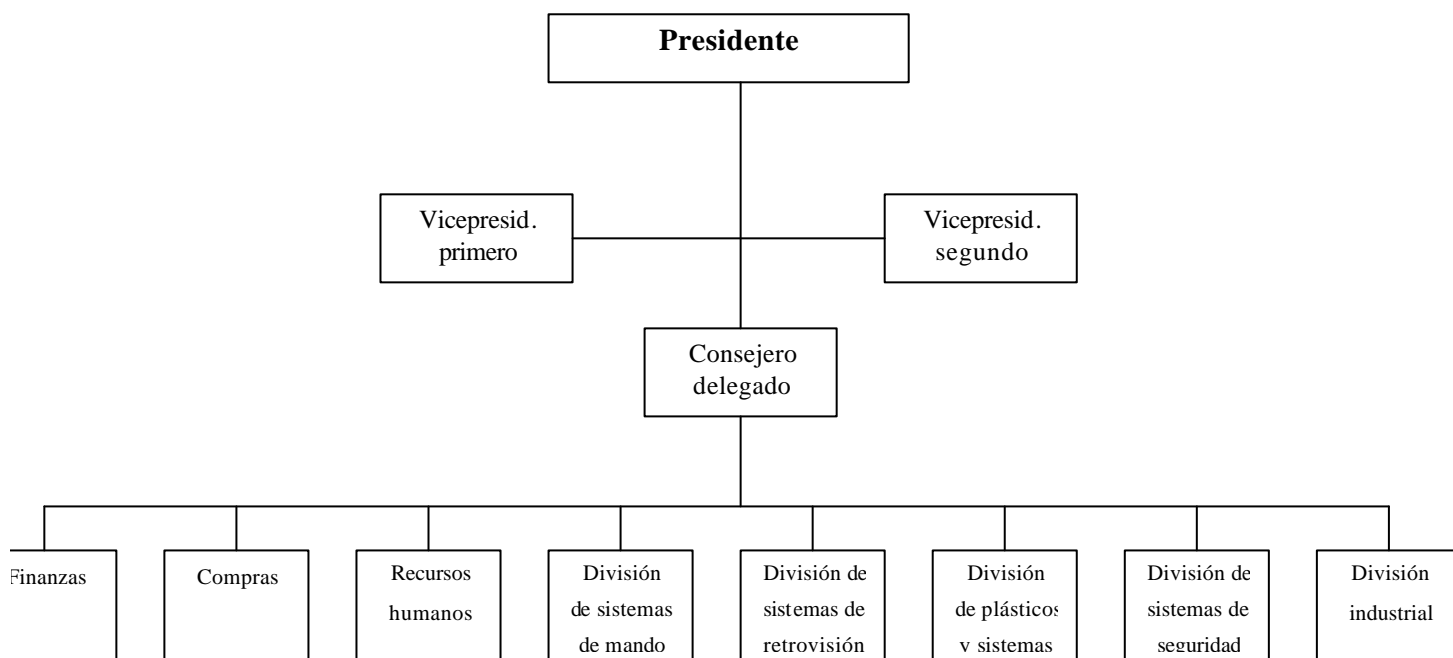 Presidente
Vicepresid.
primero
Vicepresid.
segundo
Consejero
delegado
Finanzas
Compras
Recursos
humanos
División
de sistemas
de mando
División de
sistemas de
retrovisión
División
de plásticos
y sistemas
División de
sistemas de
seguridad
División
industrial